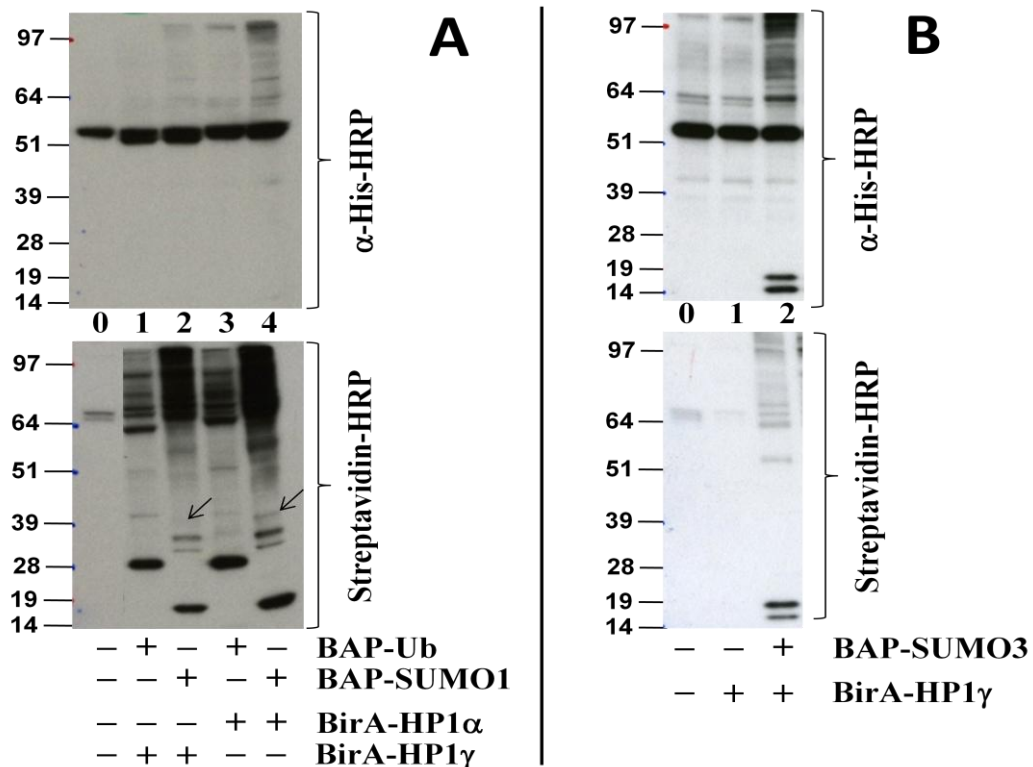 A
97
64
51
39
28
19
14
α-His-HRP
0 1 2 3 4
97
64
51
39
28
19
14
Streptavidin-HRP
– + – + – BAP-Ub
– – + – + BAP-SUMO1
– – – + + BirA-HP1α
– + + – – BirA-HP1γ
B
97
64
51
39
28
19
14
α-His-HRP
0 1 2
97
64
51
39
28
19
14
Streptavidin-HRP
– – + BAP-SUMO3
– + + BirA-HP1γ